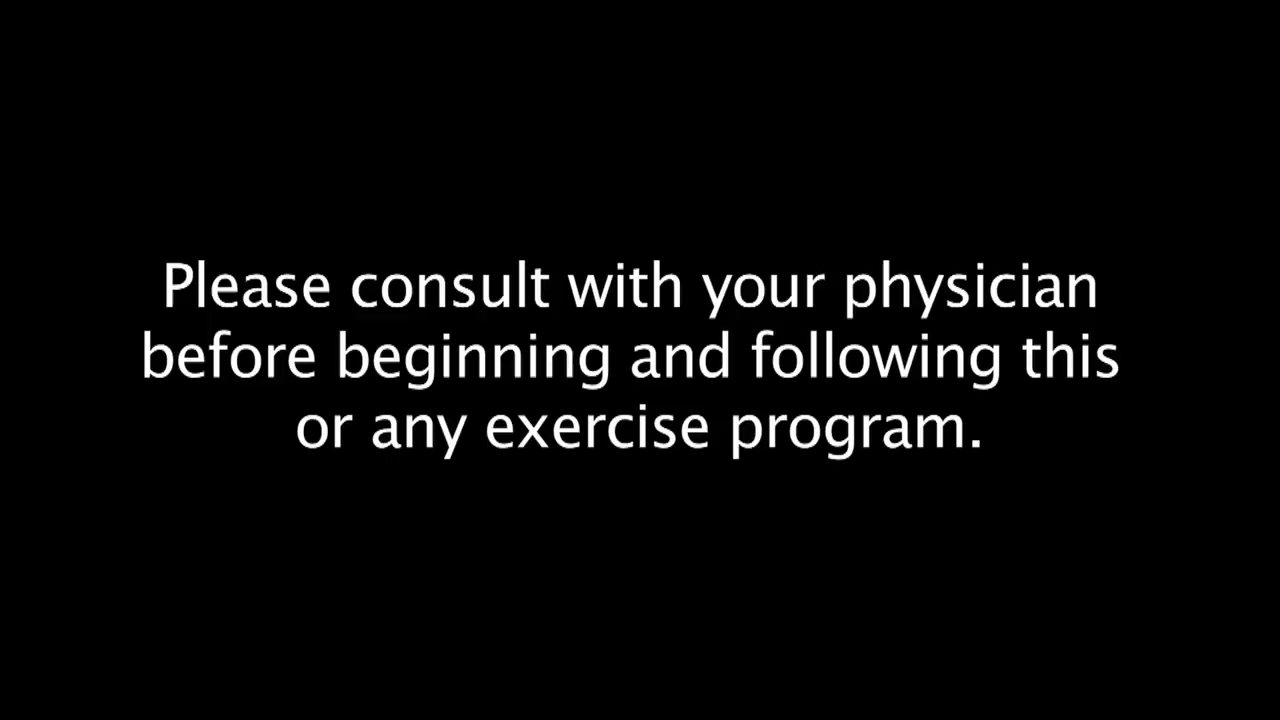 Please consult with your physician
before beginning and following this
or any exercise program.